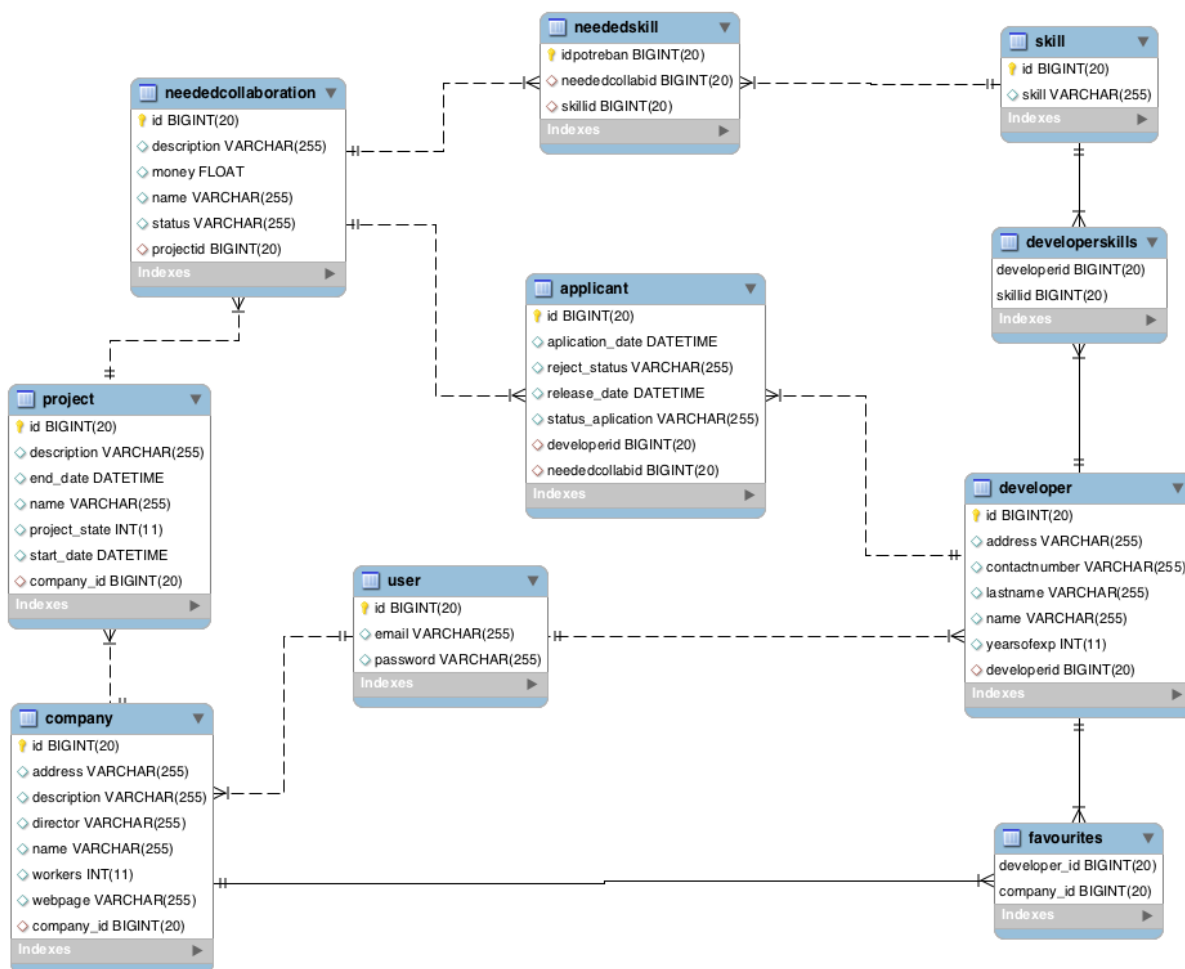 neededskill
idpotreban BIGINT(20)
neededcollabid BIGINT(20)
skillid BIGINT(20)
Indexes
skill
id BIGINT(20)
skill VARCHAR(255)
Indexes
neededcollaboration
id BIGINT(20)
description VARCHAR(255)
money FLOAT
name VARCHAR(255)
status VARCHAR(255)
projectid BIGINT(20)
Indexes
developerskills
developerid BIGINT(20)
skillid BIGINT(20)
Indexes
applicant
id BIGINT(20)
aplication_date DATETIME
reject_status VARCHAR(255)
release_date DATETIME
status_aplication VARCHAR(255)
developerid BIGINT(20)
neededcollabid BIGINT(20)
Indexes
project
id BIGINT(20)
description VARCHAR(255)
end_date DATETIME
name VARCHAR(255)
project_state INT(11)
start_date DATETIME
company_id BIGINT(20)
Indexes
developer
id BIGINT(20)
address VARCHAR(255)
contactnumber VARCHAR(255)
lastname VARCHAR(255)
name VARCHAR(255)
yearsofexp INT(11)
developerid BIGINT(20)
Indexes
user
id BIGINT(20)
email VARCHAR(255)
password VARCHAR(255)
Indexes
company
id BIGINT(20)
address VARCHAR(255)
description VARCHAR(255)
director VARCHAR(255)
name VARCHAR(255)
workers INT(11)
webpage VARCHAR(255)
company_id BIGINT(20)
Indexes
favourites
developer_id BIGINT(20)
company_id BIGINT(20)
Indexes